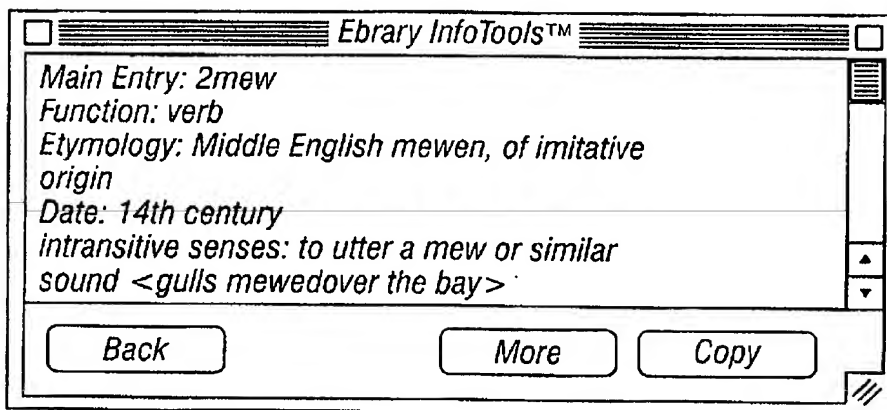 Ebrary InfoTools™
Main Entry: 2mew
Function: verb
Etymology: Middle English mewen, of imitative
origin
Date: 14th century
intransitive senses: to utter a mew or similar
sound <gulls mewedover the bay>
Back More Copy